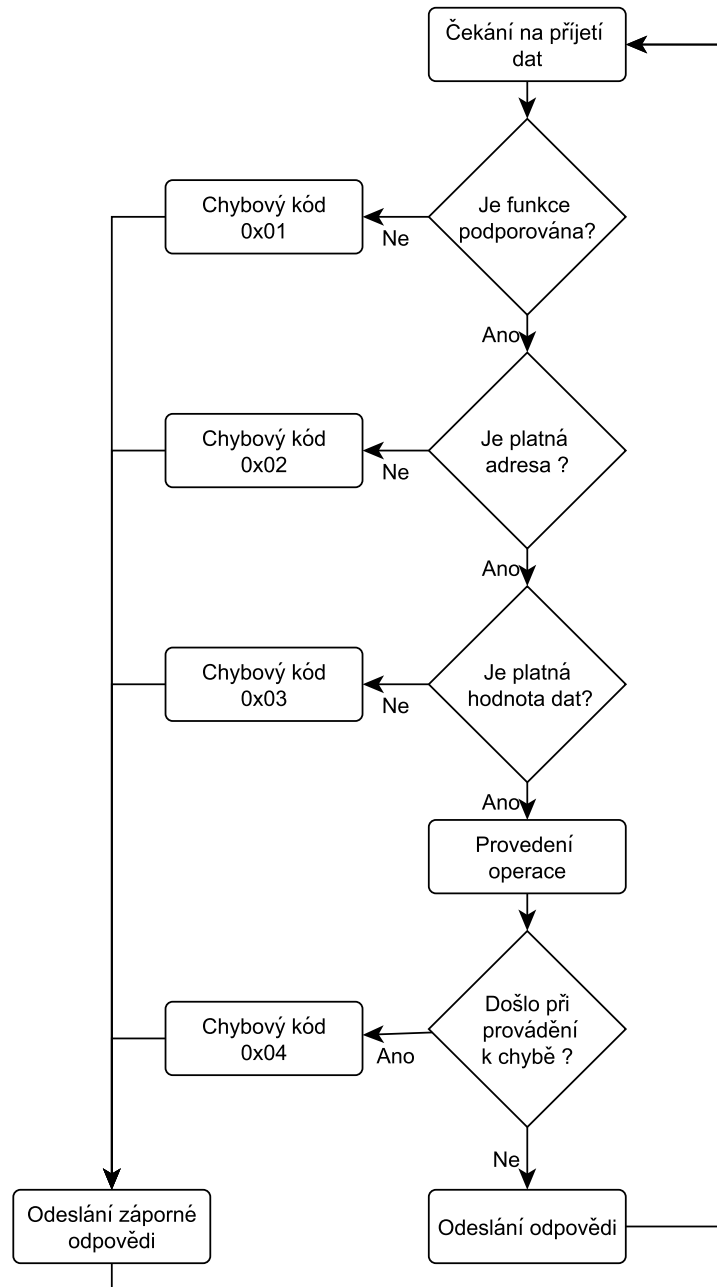 Čekání na příjetí
dat
Je funkce
podporována?
Chybový kód
0x01
Ne
Ano
Je platná
adresa ?
Chybový kód
0x02
Ne
Ano
Je platná
hodnota dat?
Chybový kód
0x03
Ne
Ano
Provedení
operace
Došlo při
provádění
k chybě ?
Chybový kód
0x04
Ano
Ne
Odeslání záporné
odpovědi
Odeslání odpovědi